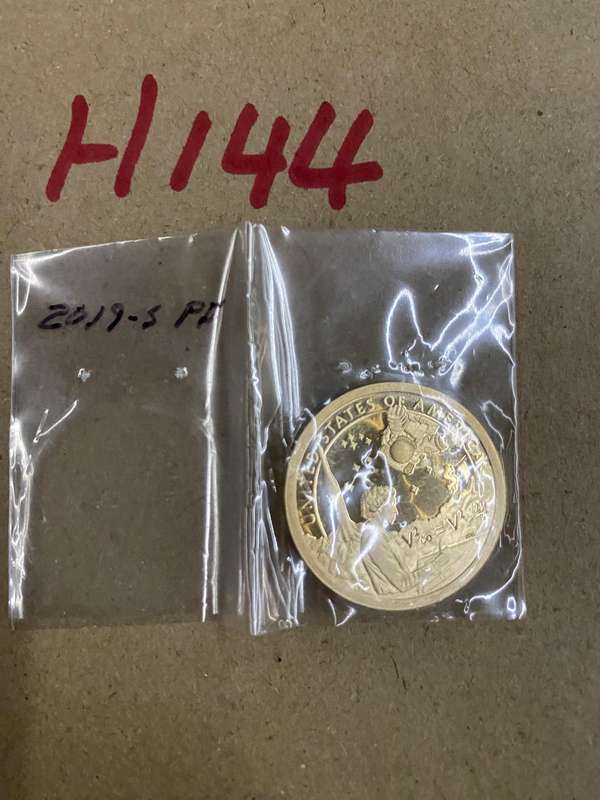 H144
2019-S PF
UNITED STATES OF AMERICA